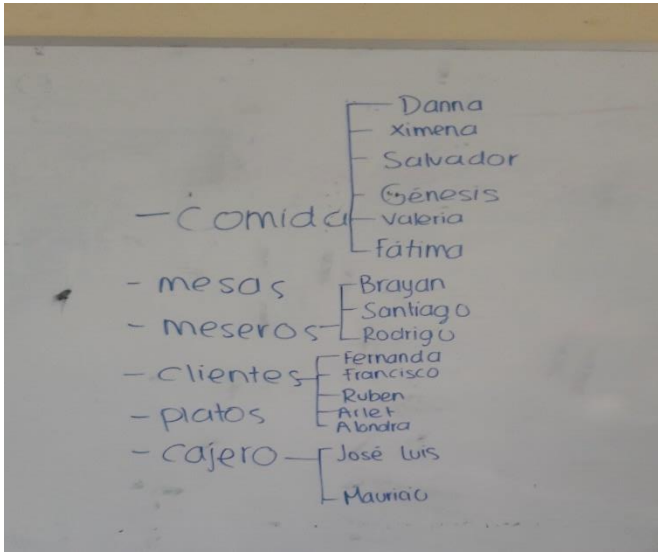 Danna
Ximena
Salvador
Génesis
- Comida Valeria
Fátima
- mesas Brayan
Santiago
- meseros Rodrigo
Fernanda
- Clientes Francisco
Ruben
- platos Arlet
Alondra
- Cajero José Luis
Mauricio